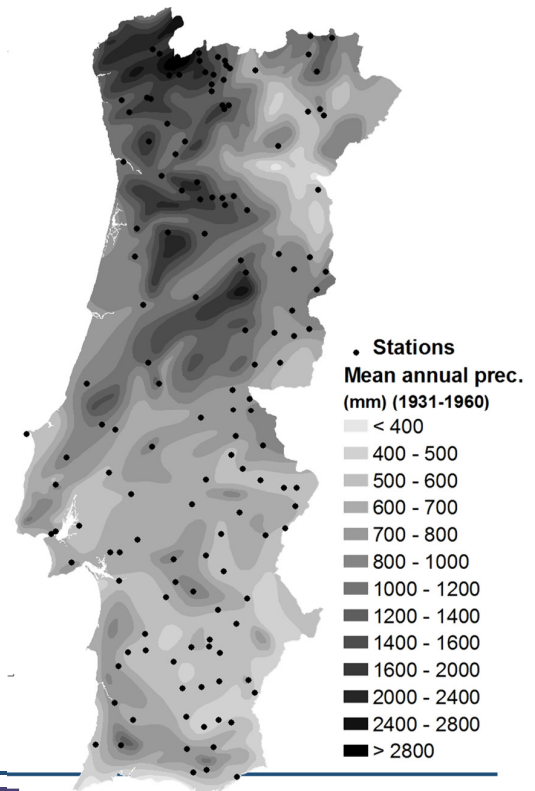 Stations
Mean annual prec.
(mm) (1931-1960)
< 400
400 - 500
500 - 600
600 - 700
700 - 800
800 - 1000
1000 - 1200
1200 - 1400
1400 - 1600
1600 - 2000
2000 - 2400
2400 - 2800
> 2800